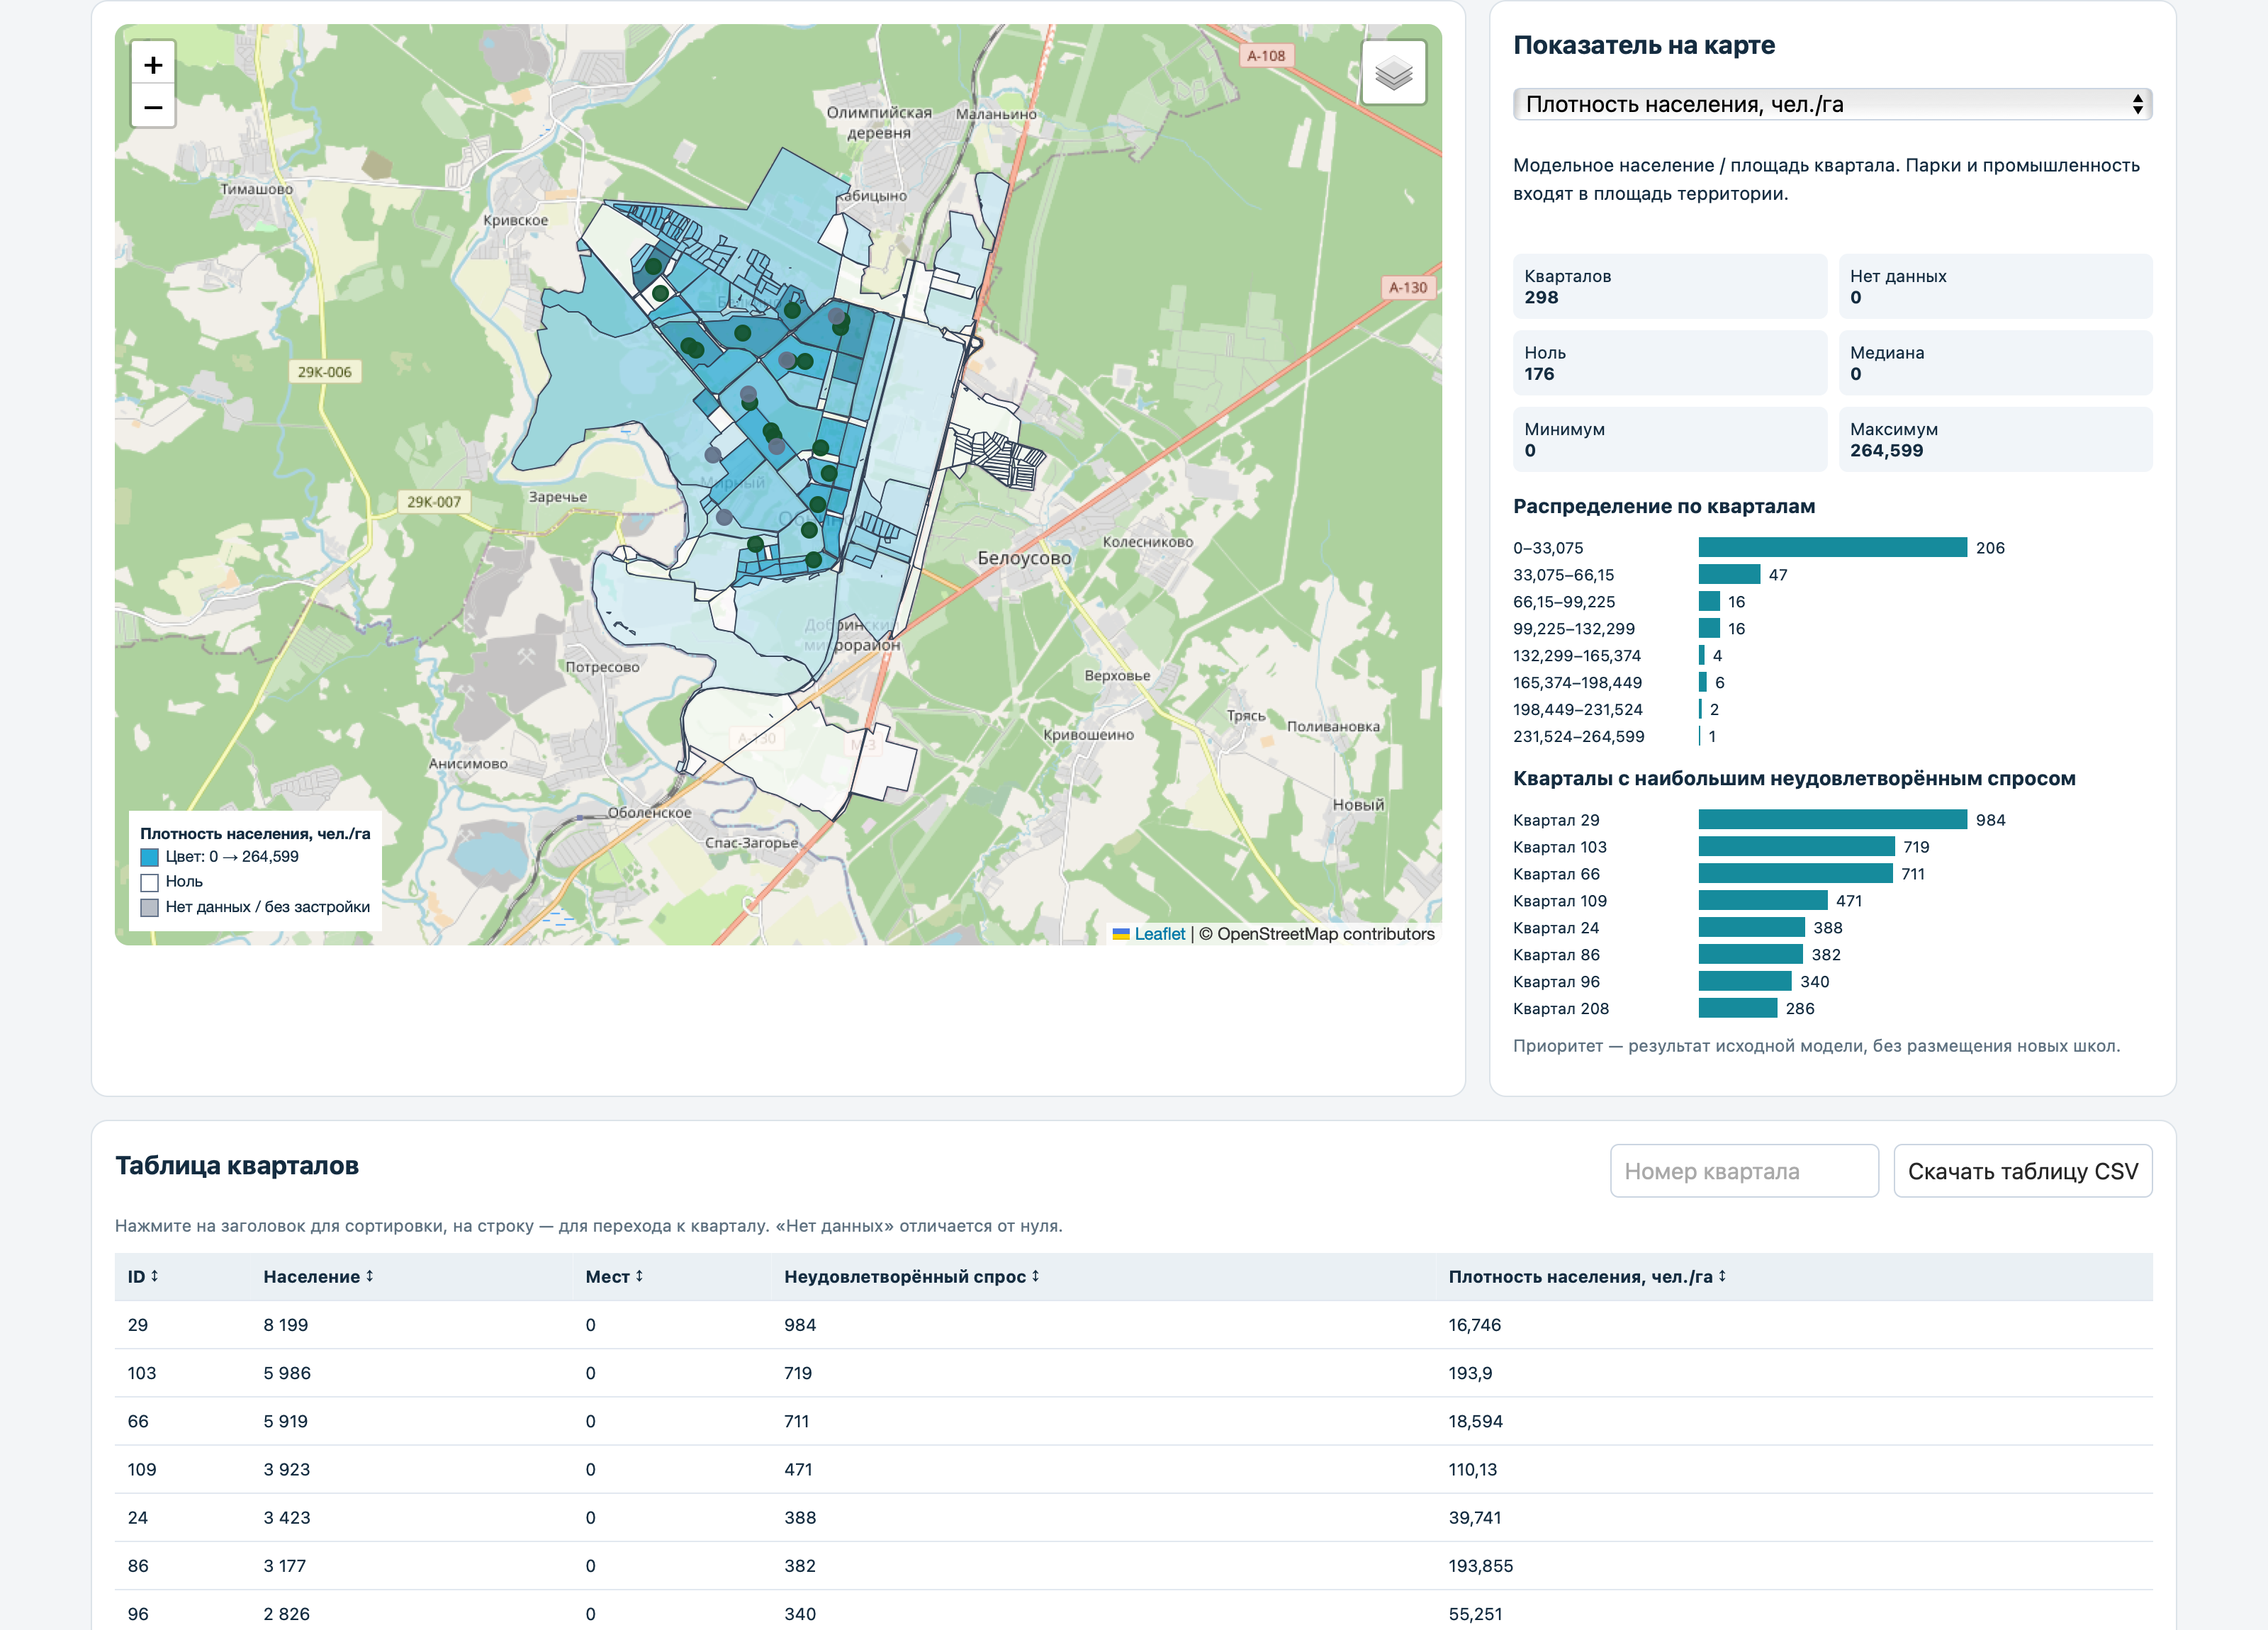 +
−
А-108
Олимпийская
деревня
Маланьино
Тимашово
Кабицыно
Кривское
А-130
29К-006
29К-007
Заречье
Мирный
Белоусово
Колесниково
Добринский
микрорайон
Потресово
Верховье
Трясь
Поливановка
Кривошеино
А-130
М-3
Анисимово
Новый
Оболенское
Спас-Загорье
Плотность населения, чел./га
Цвет: 0 → 264,599
Ноль
Нет данных / без застройки
Leaflet | © OpenStreetMap contributors
Показатель на карте
Плотность населения, чел./га
Модельное население / площадь квартала. Парки и промышленность
входят в площадь территории.
Кварталов
298
Нет данных
0
Ноль
176
Медиана
0
Минимум
0
Максимум
264,599
Распределение по кварталам
0–33,075 206
33,075–66,15 47
66,15–99,225 16
99,225–132,299 16
132,299–165,374 4
165,374–198,449 6
198,449–231,524 2
231,524–264,599 1
Кварталы с наибольшим неудовлетворённым спросом
Квартал 29 984
Квартал 103 719
Квартал 66 711
Квартал 109 471
Квартал 24 388
Квартал 86 382
Квартал 96 340
Квартал 208 286
Приоритет — результат исходной модели, без размещения новых школ.
Таблица кварталов
Номер квартала
Скачать таблицу CSV
Нажмите на заголовок для сортировки, на строку — для перехода к кварталу. «Нет данных» отличается от нуля.
ID ↕ Население ↕ Мест ↕ Неудовлетворённый спрос ↕ Плотность населения, чел./га ↕
29 8 199 0 984 16,746
103 5 986 0 719 193,9
66 5 919 0 711 18,594
109 3 923 0 471 110,13
24 3 423 0 388 39,741
86 3 177 0 382 193,855
96 2 826 0 340 55,251